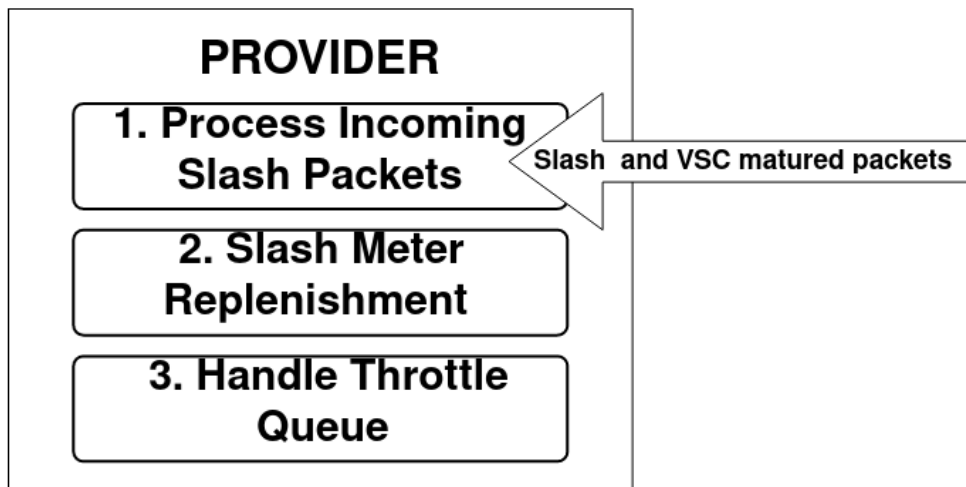 PROVIDER
1. Process Incoming
Slash Packets
Slash and VSC matured packets
2. Slash Meter
Replenishment
3. Handle Throttle
Queue